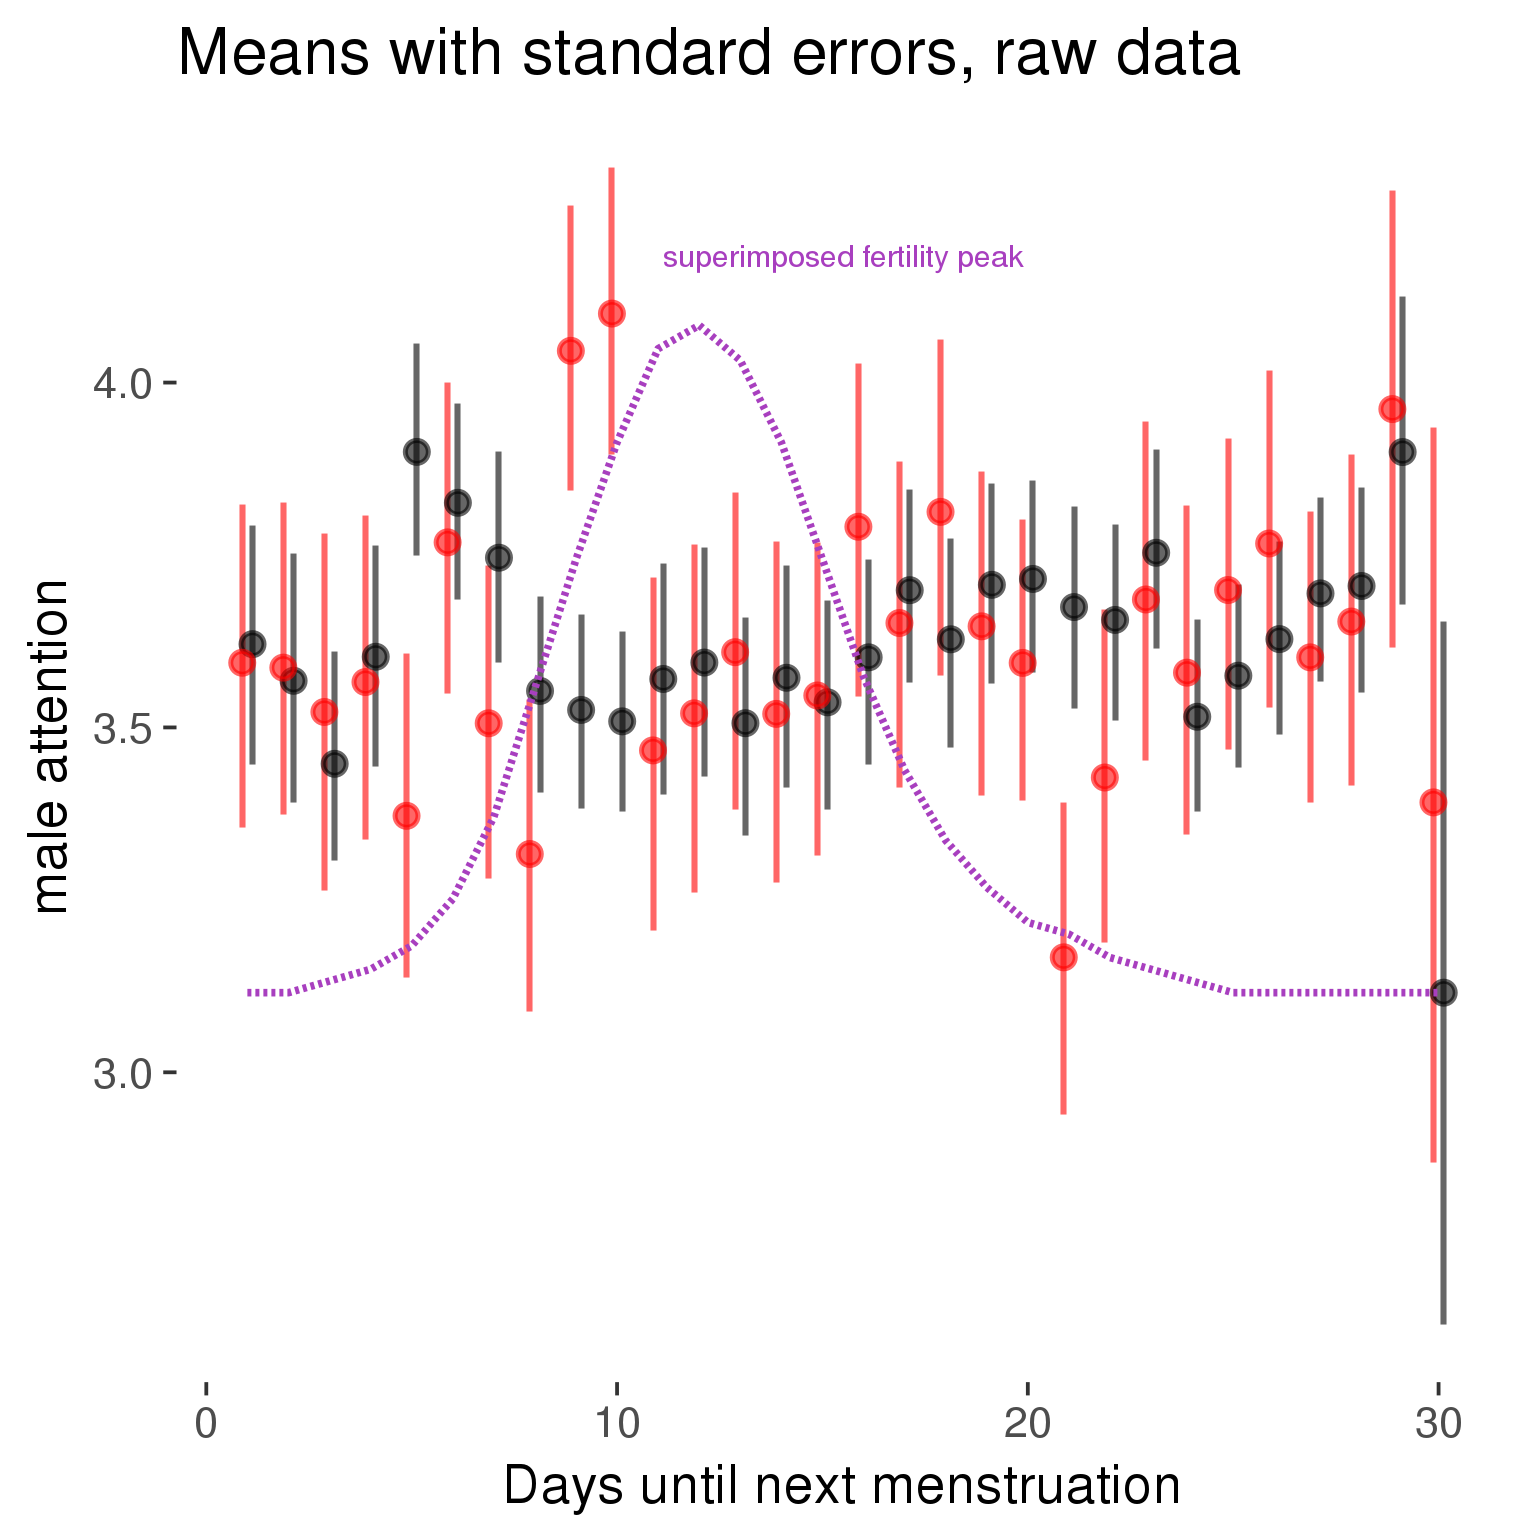 Means with standard errors, raw data
superimposed fertility peak
male attention
4.0
3.5
3.0
0
10
20
30
Days until next menstruation